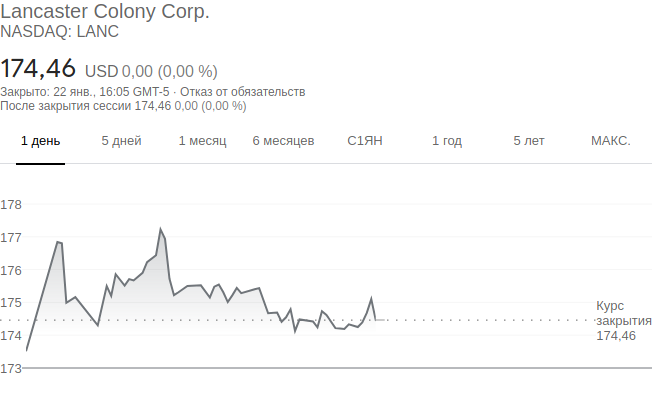 Lancaster Colony Corp.
NASDAQ: LANC
174,46 USD 0,00 (0,00 %)
Закрыто: 22 янв., 16:05 GMT-5 · Отказ от обязательств
После закрытия сессии 174,46 0,00 (0,00 %)
1 день 5 дней 1 месяц 6 месяцев С1ЯН 1 год 5 лет МАКС.
178
177
176
175
174
173
Курс
закрытия
174,46